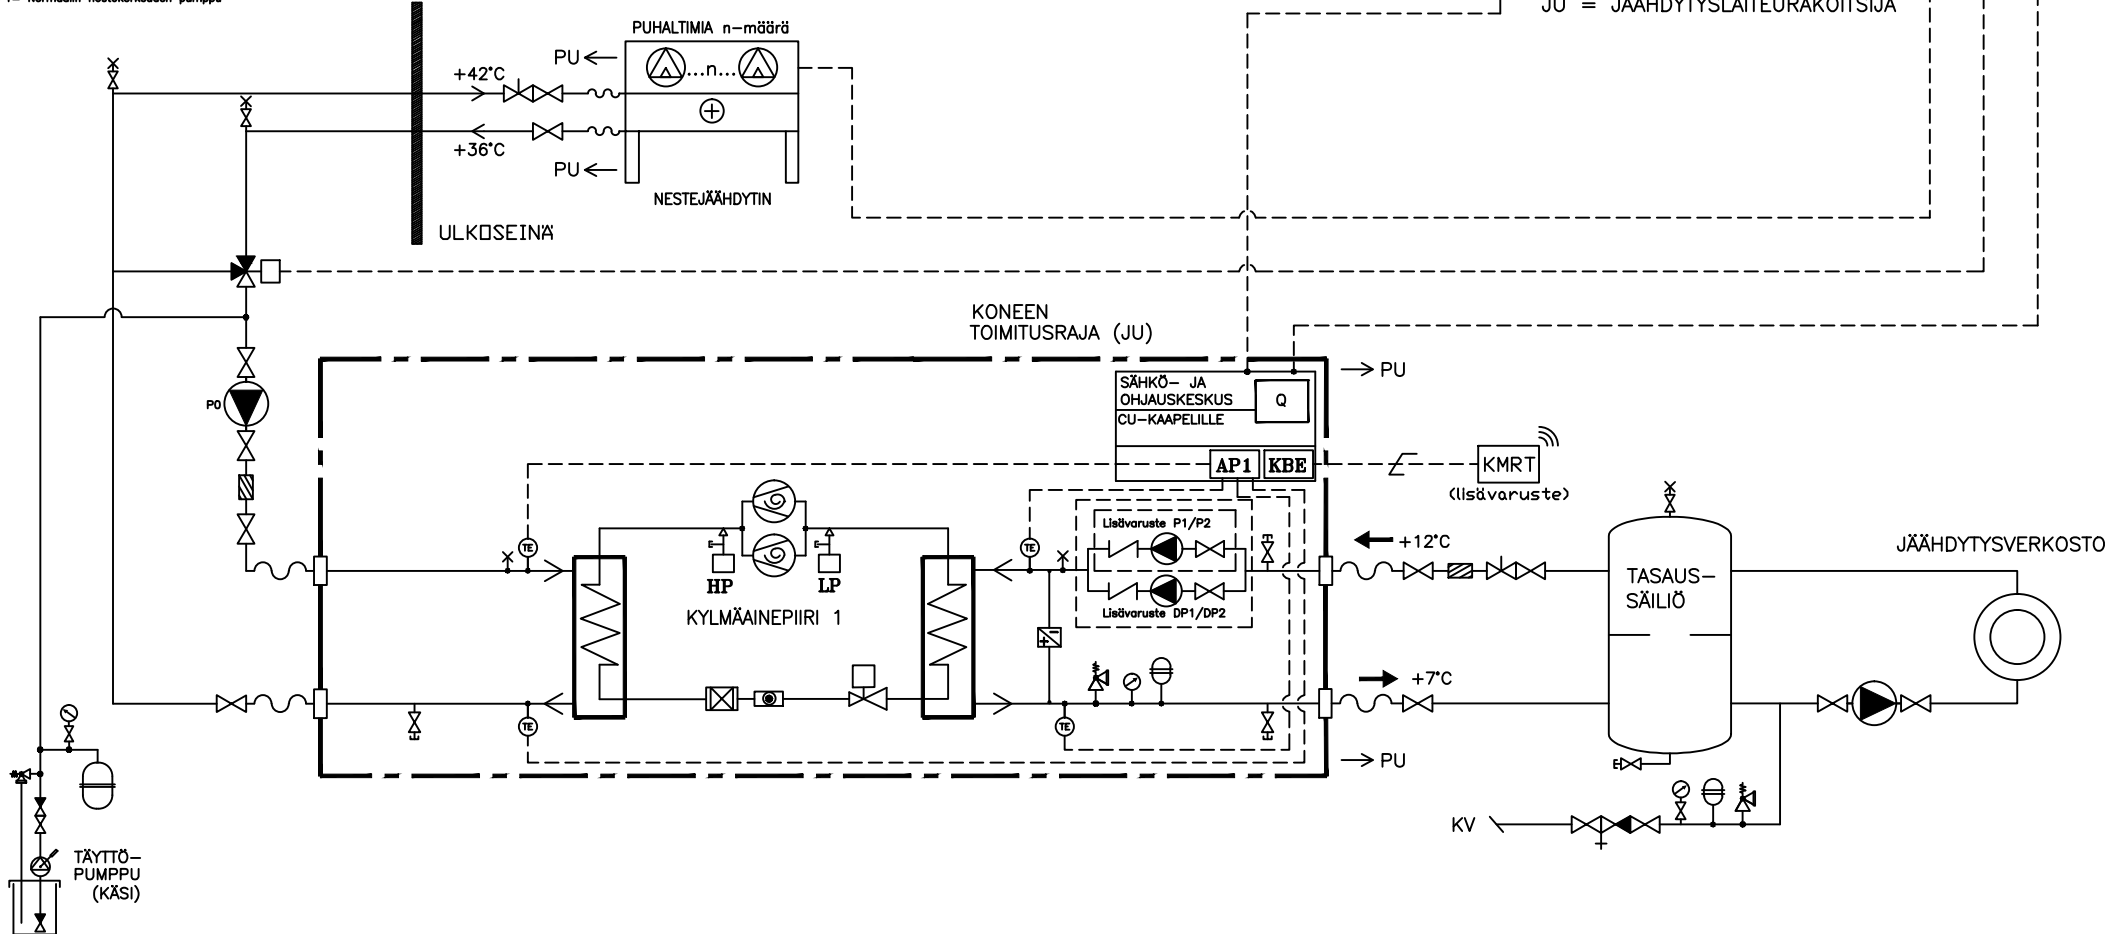 JU = JÄÄHDYTYSLAITEURAKOITSIJA
PUHALTIMIA n-määrä
PU
+42°C
...n...
+36°C
PU
NESTEJÄÄHDYTIN
ULKOSEINÄ
KONEEN
TOIMITUSRAJA (JU)
PU
SÄHKÖ- JA
OHJAUSKESKUS
Q
CU-KAAPELILLE
P0
AP1
KBE
KMRT
(lisävaruste)
Lisävaruste P1/P2
TE
TE
+12°C
JÄÄHDYTYSVERKOSTO
HP
LP
TASAUS-
SÄILIÖ
KYLMÄAINEPIIRI 1
Lisävaruste DP1/DP2
+7°C
TE
TE
PU
KV
TÄYTTÖ-
PUMPPU
(KÄSI)